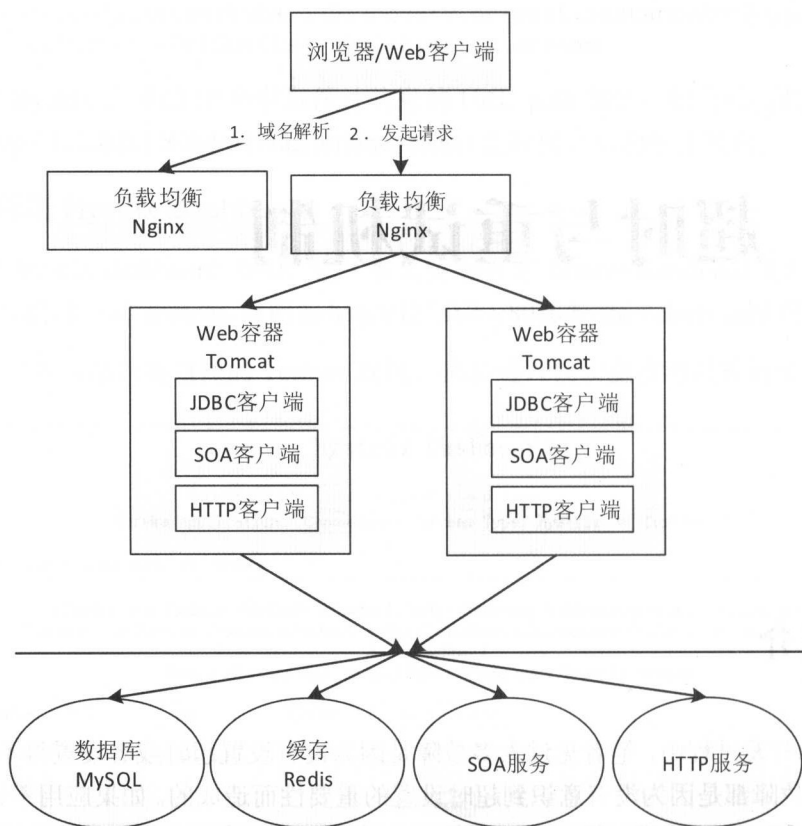 浏览器/Web客户端
1. 域名解析
2. 发起请求
负载均衡
Nginx
负载均衡
Nginx
Web容器
Tomcat
JDBC客户端
SOA客户端
HTTP客户端
Web容器
Tomcat
JDBC客户端
SOA客户端
HTTP客户端
数据库
MySQL
缓存
Redis
SOA服务
HTTP服务